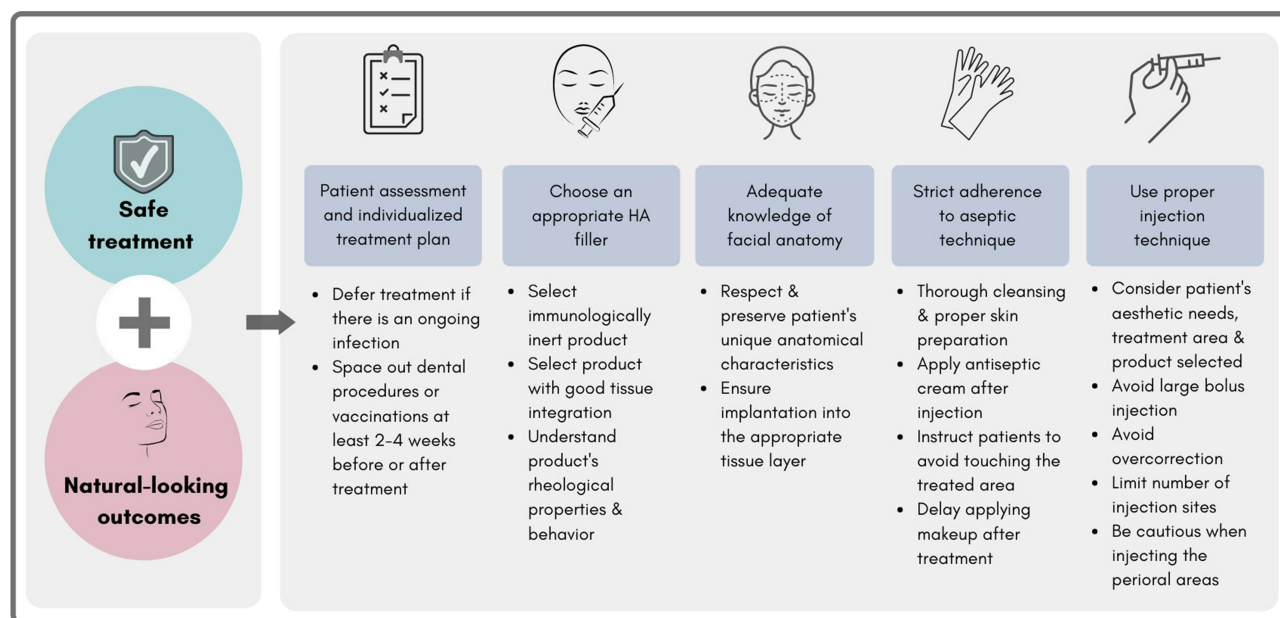 Safe
treatment
Natural-looking
outcomes
Patient assessment
and individualized
treatment plan
• Defer treatment if
there is an ongoing
infection
• Space out dental
procedures or
vaccinations at
least 2-4 weeks
before or after
treatment
Choose an
appropriate HA
filler
• Select
immunologically
inert product
• Select product
with good tissue
integration
• Understand
product's
rheological
properties &
behavior
Adequate
knowledge of
facial anatomy
• Respect &
preserve patient's
unique anatomical
characteristics
• Ensure
implantation into
the appropriate
tissue layer
Strict adherence
to aseptic
technique
• Thorough cleansing
& proper skin
preparation
• Apply antiseptic
cream after
injection
• Instruct patients to
avoid touching the
treated area
• Delay applying
makeup after
treatment
Use proper
injection
technique
• Consider patient's
aesthetic needs,
treatment area &
product selected
• Avoid large bolus
injection
• Avoid
overcorrection
• Limit number of
injection sites
• Be cautious when
injecting the
perioral areas